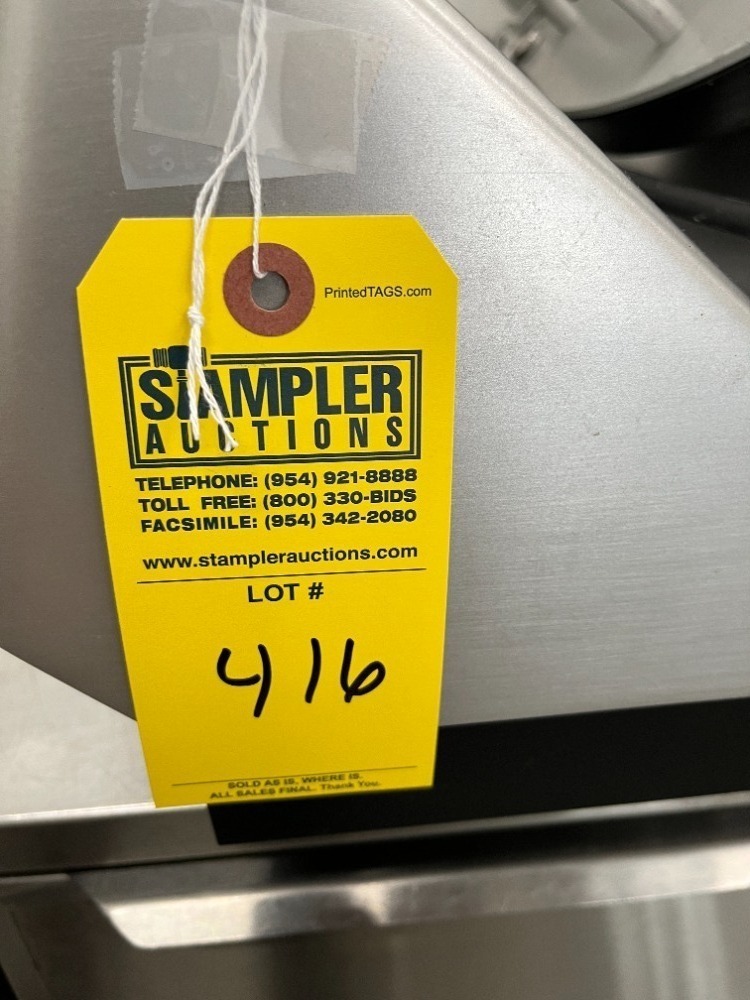 PrintedTAGS.com
STAMPLER
AUCTIONS
TELEPHONE: (954) 921-8888
TOLL FREE: (800) 330-BIDS
FACSIMILE: (954) 342-2080
www.stamplerauctions.com
LOT #
416
SOLD AS IS, WHERE IS.
ALL SALES FINAL. Thank You.